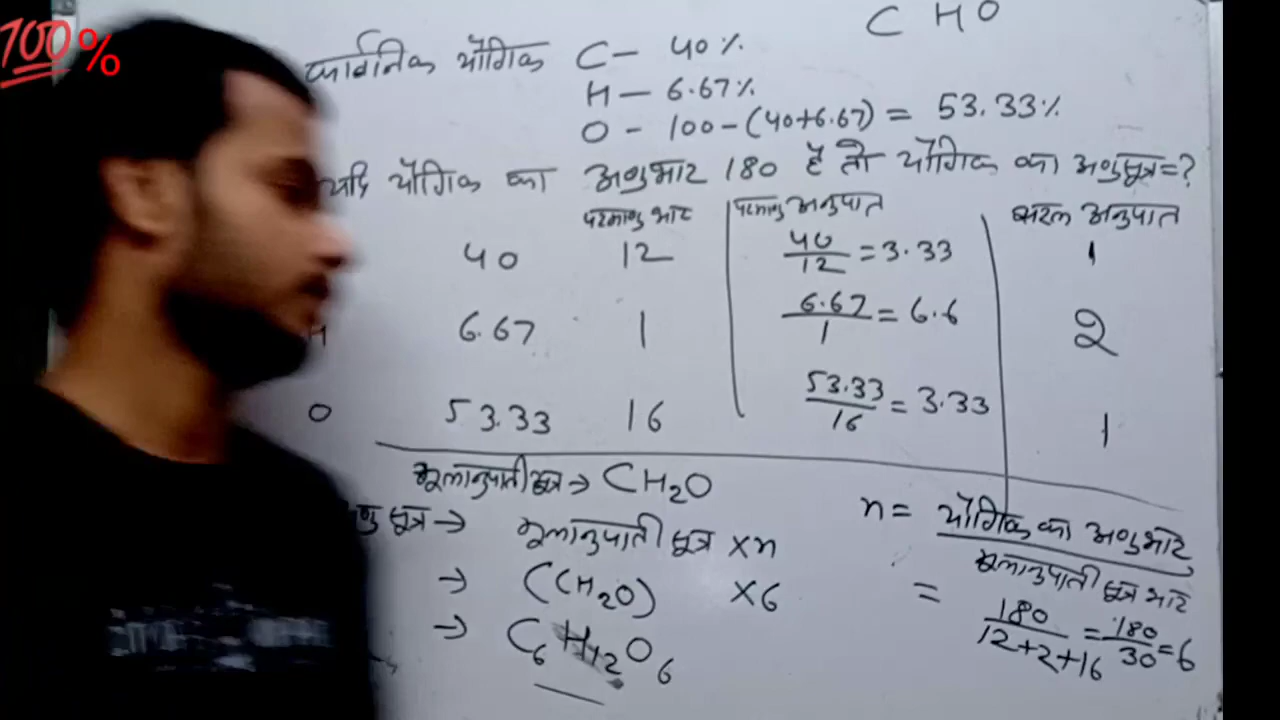 100%
C H O
कार्बनिक यौगिक C - 40%
H - 6.67%
O - 100-(40+6.67) = 53.33%
यदि यौगिक का अणुभार 180 है तो यौगिक का अणुसूत्र=?
परमाणु भार परमाणु अनुपात सरल अनुपात
40 12 40/12 = 3.33 1
H 6.67 1 6.67/1 = 6.6 2
O 53.33 16 53.33/16 = 3.33 1
मूलानुपाती सूत्र → CH2O
सूत्र → मूलानुपाती सूत्र ×n
n = यौगिक का अणुभार / मूलानुपाती सूत्र भार
→ (CH2O) ×6
= 180/12+2+16 = 180/30 = 6
→ C6H12O6